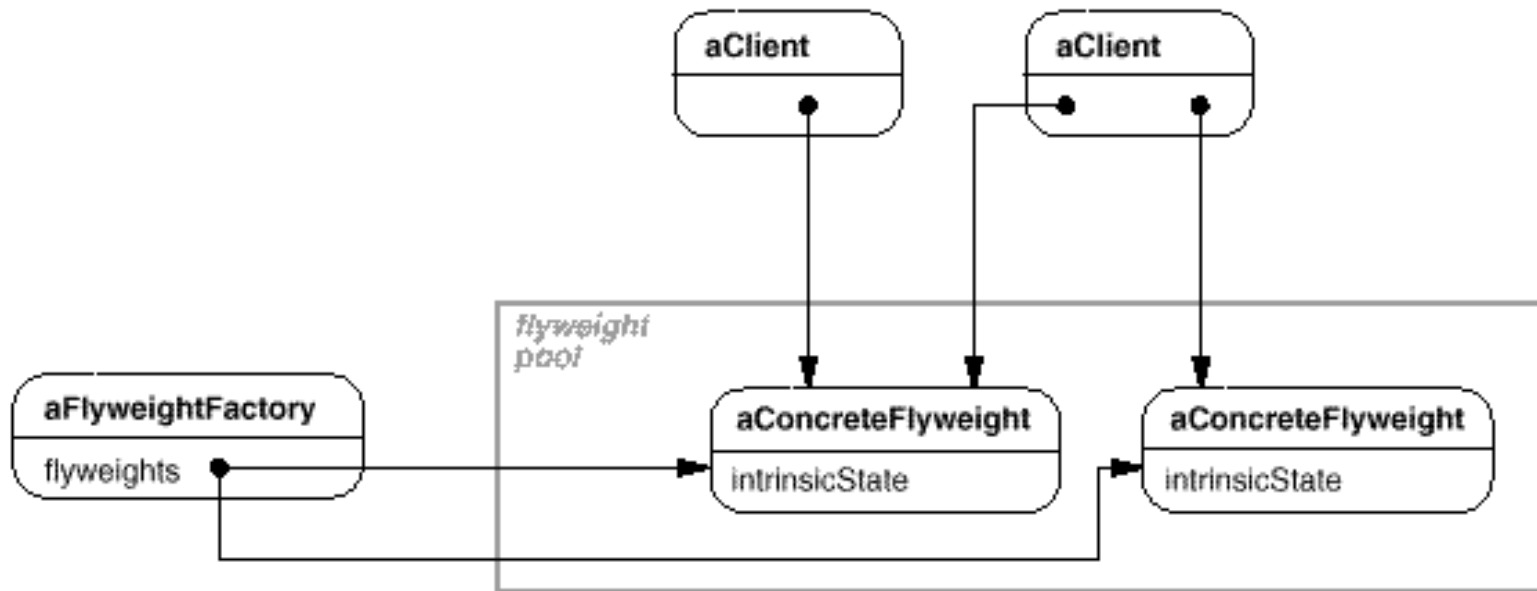 aClient
aClient
flyweight
pool
aFlyweightFactory
flyweights
aConcreteFlyweight
intrinsicState
aConcreteFlyweight
intrinsicState